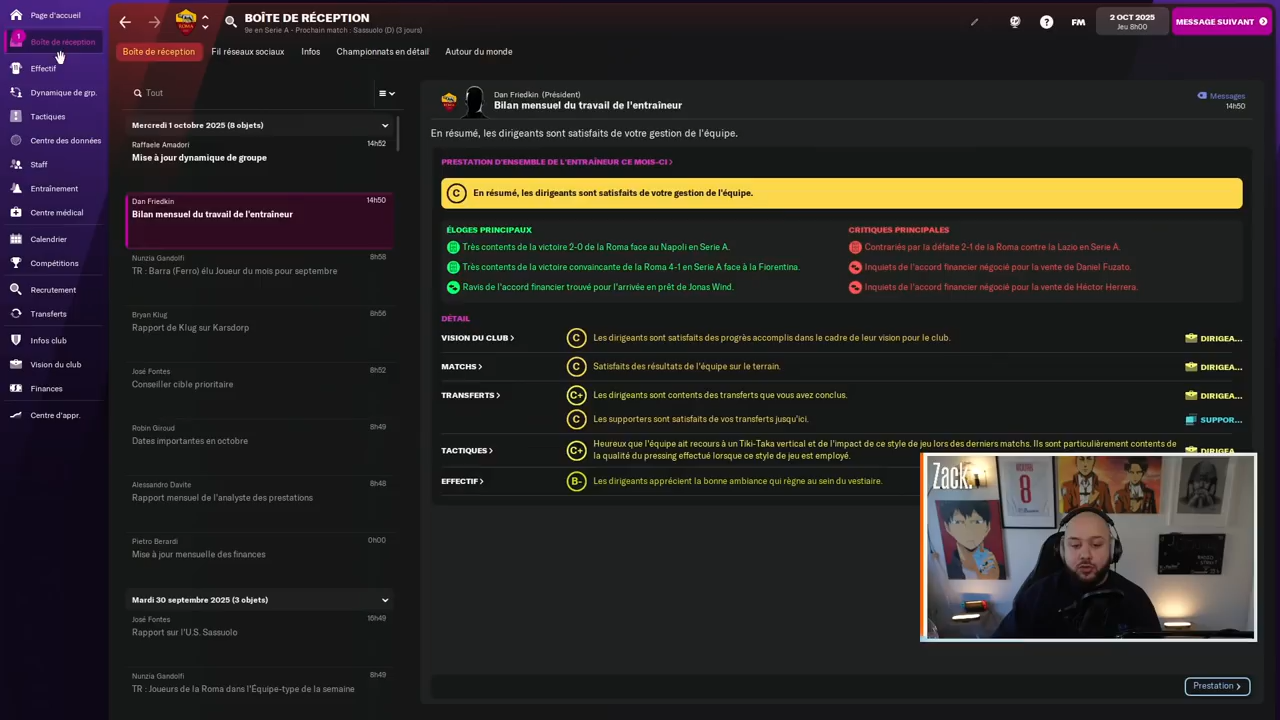 Page d'accueil
1
Boîte de réception
Effectif
Dynamique de grp.
Tactiques
Centre des données
Staff
Entraînement
Centre médical
Calendrier
Compétitions
Recrutement
Transferts
Infos club
Vision du club
Finances
Centre d'appr.
BOÎTE DE RÉCEPTION
9e en Serie A - Prochain match : Sassuolo (D) (3 jours)
?
FM
2 OCT 2025
Jeu 8h00
MESSAGE SUIVANT
Boîte de réception
Fil réseaux sociaux
Infos
Championnats en détail
Autour du monde
Tout
Mercredi 1 octobre 2025 (8 objets)
Raffaele Amadori 14h52
Mise à jour dynamique de groupe
Dan Friedkin 14h50
Bilan mensuel du travail de l'entraîneur
Nunzia Gandolfi 8h58
TR : Barra (Ferro) élu Joueur du mois pour septembre
Bryan Klug 8h56
Rapport de Klug sur Karsdorp
José Fontes 8h52
Conseiller cible prioritaire
Robin Giroud 8h49
Dates importantes en octobre
Alessandro Davite 8h48
Rapport mensuel de l'analyste des prestations
Pietro Berardi 0h00
Mise à jour mensuelle des finances
Mardi 30 septembre 2025 (3 objets)
José Fontes 16h49
Rapport sur l'U.S. Sassuolo
Nunzia Gandolfi 8h49
TR : Joueurs de la Roma dans l'Équipe-type de la semaine
Dan Friedkin (Président)
Bilan mensuel du travail de l'entraîneur
Messages
14h50
En résumé, les dirigeants sont satisfaits de votre gestion de l'équipe.
PRESTATION D'ENSEMBLE DE L'ENTRAÎNEUR CE MOIS-CI >
C En résumé, les dirigeants sont satisfaits de votre gestion de l'équipe.
ÉLOGES PRINCIPAUX
Très contents de la victoire 2-0 de la Roma face au Napoli en Serie A.
Très contents de la victoire convaincante de la Roma 4-1 en Serie A face à la Fiorentina.
Ravis de l'accord financier trouvé pour l'arrivée en prêt de Jonas Wind.
CRITIQUES PRINCIPALES
Contrariés par la défaite 2-1 de la Roma contre la Lazio en Serie A.
Inquiets de l'accord financier négocié pour la vente de Daniel Fuzato.
Inquiets de l'accord financier négocié pour la vente de Héctor Herrera.
DÉTAIL
VISION DU CLUB > C Les dirigeants sont satisfaits des progrès accomplis dans le cadre de leur vision pour le club. DIRIGEA...
MATCHS > C Satisfaits des résultats de l'équipe sur le terrain. DIRIGEA...
TRANSFERTS > C+ Les dirigeants sont contents des transferts que vous avez conclus. DIRIGEA...
C Les supporters sont satisfaits de vos transferts jusqu'ici. SUPPOR...
TACTIQUES > C+ Heureux que l'équipe ait recours à un Tiki-Taka vertical et de l'impact de ce style de jeu lors des derniers matchs. Ils sont particulièrement contents de
la qualité du pressing effectué lorsque ce style de jeu est employé. DIRIGEA...
EFFECTIF > B- Les dirigeants apprécient la bonne ambiance qui règne au sein du vestiaire.
Zack.
8
Prestation >